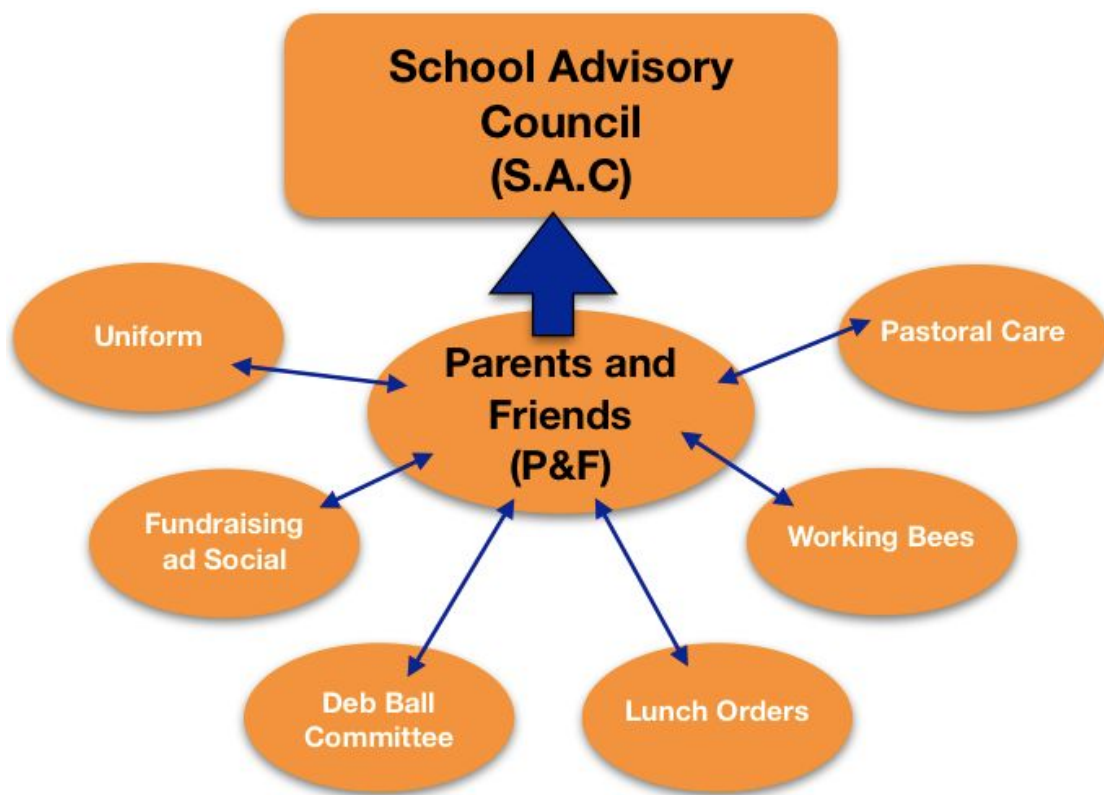 School Advisory
Council
(S.A.C)
Uniform
Pastoral Care
Parents and
Friends
(P&F)
Fundraising
ad Social
Working Bees
Deb Ball
Committee
Lunch Orders